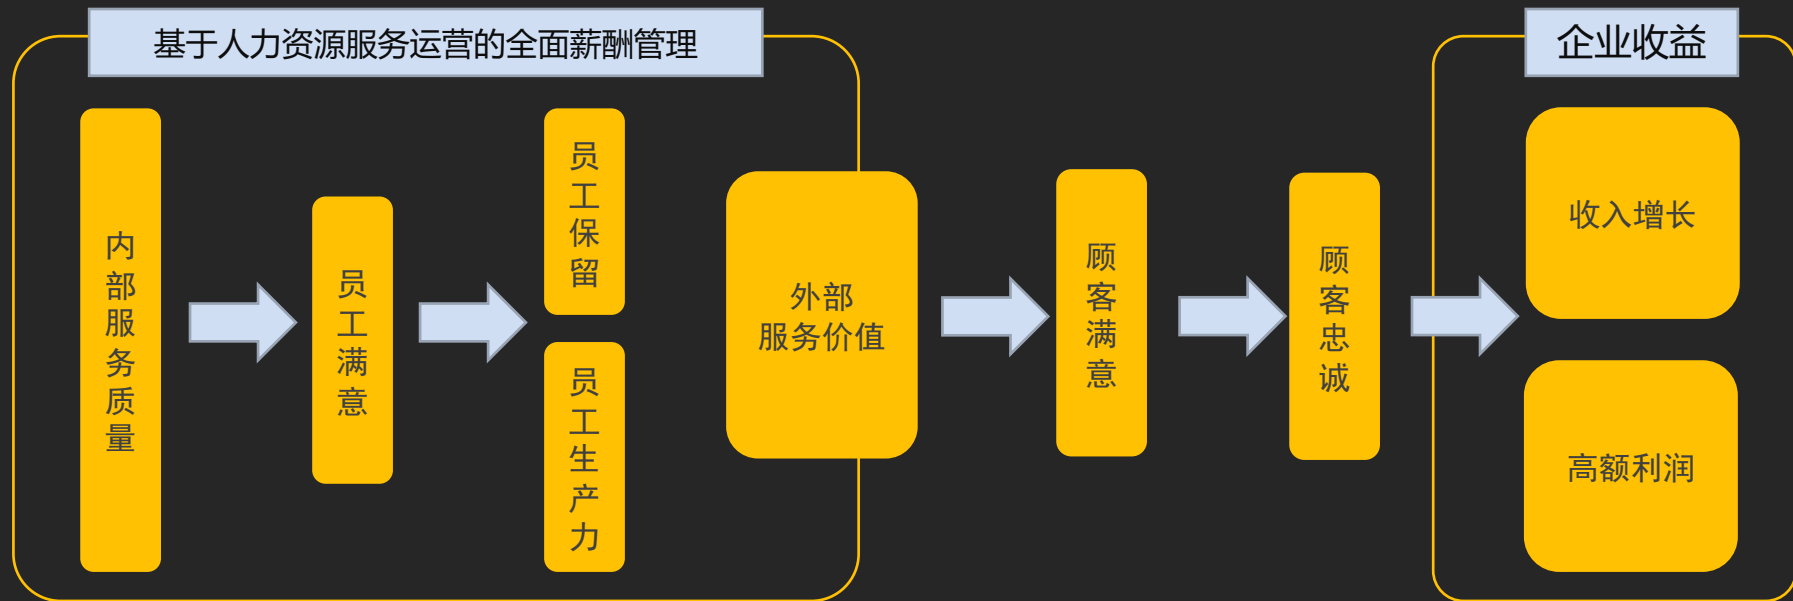 基于人力资源服务运营的全面薪酬管理
企业收益
内部服务质量
员工满意
员工保留
员工生产力
外部
服务价值
顾客满意
顾客忠诚
收入增长
高额利润